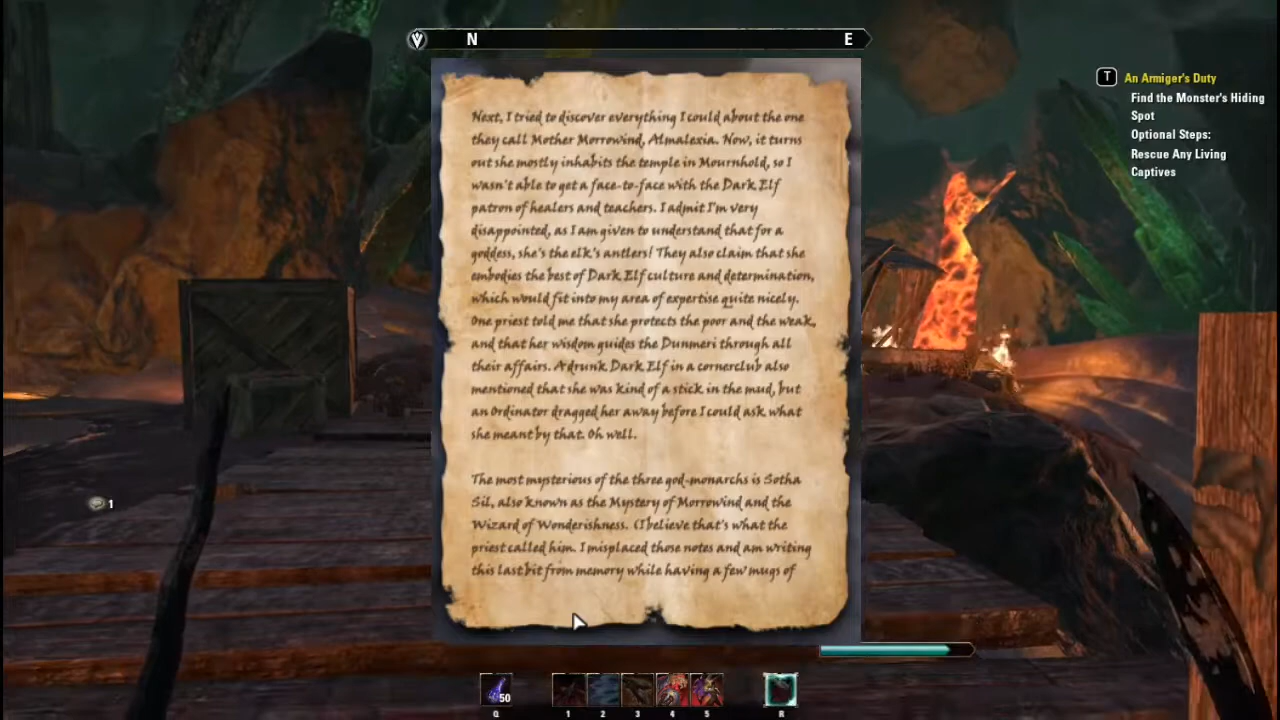 N
E
T
An Armiger's Duty
Find the Monster's Hiding
Spot
Optional Steps:
Rescue Any Living
Captives
Next, I tried to discover everything I could about the one
they call Mother Morrowind, Almalexia. Now, it turns
out she mostly inhabits the temple in Mournhold, so I
wasn't able to get a face-to-face with the Dark Elf
patron of healers and teachers. I admit I'm very
disappointed, as I am given to understand that for a
goddess, she's the elk's antlers! They also claim that she
embodies the best of Dark Elf culture and determination,
which would fit into my area of expertise quite nicely.
One priest told me that she protects the poor and the weak,
and that her wisdom guides the Dunmeri through all
their affairs. A drunk Dark Elf in a cornerclub also
mentioned that she was kind of a stick in the mud, but
an Ordinator dragged her away before I could ask what
she meant by that. Oh well.
The most mysterious of the three god-monarchs is Sotha
Sil, also known as the Mystery of Morrowind and the
Wizard of Wonderishness. (I believe that's what the
priest called him. I misplaced those notes and am writing
this last bit from memory while having a few mugs of
1
50
Q
1
2
3
4
5
R